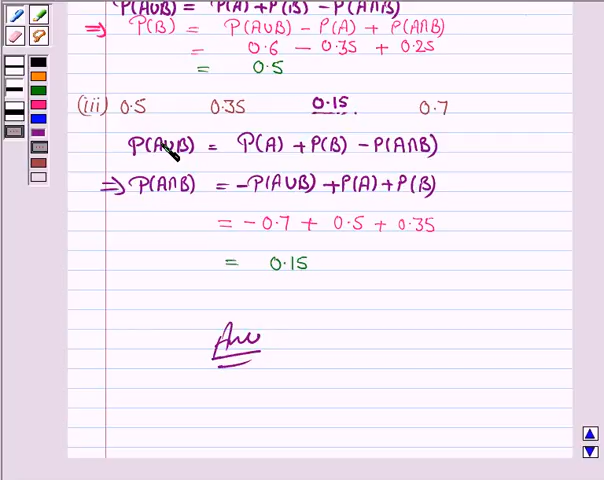 P(A∪B) = P(A) + P(B) - P(A∩B)
⇒ P(B) = P(A∪B) - P(A) + P(A∩B)
= 0.6 - 0.35 + 0.25
= 0.5
(iii) 0.5 0.35 0.15 0.7
P(A∪B) = P(A) + P(B) - P(A∩B)
⇒ P(A∩B) = -P(A∪B) + P(A) + P(B)
= -0.7 + 0.5 + 0.35
= 0.15
Ans